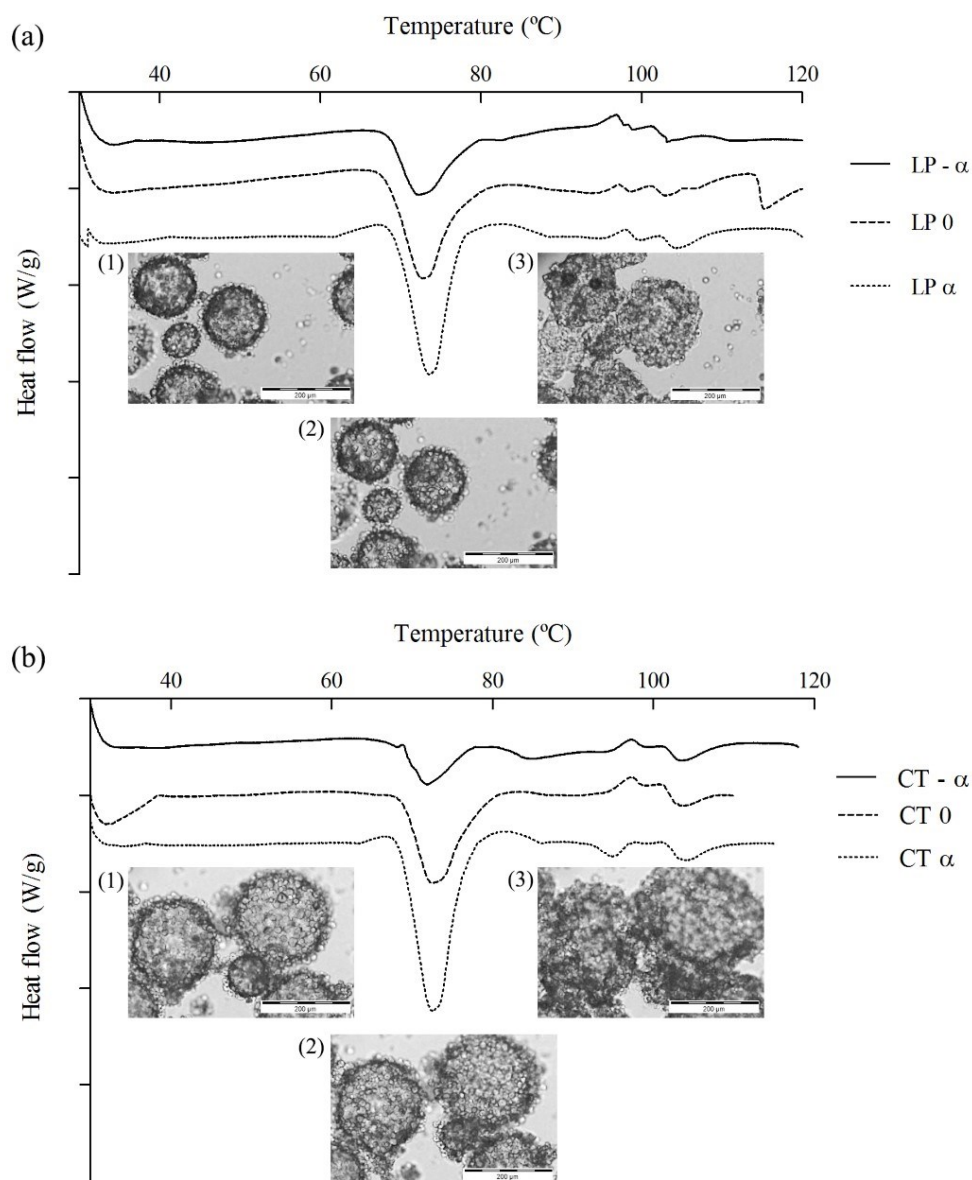 (a)
Temperature (ºC)
40 60 80 100 120
Heat flow (W/g)
LP - α
LP 0
LP α
(1)
200 µm
(3)
200 µm
(2)
200 µm
(b)
Temperature (ºC)
40 60 80 100 120
Heat flow (W/g)
CT - α
CT 0
CT α
(1)
200 µm
(3)
200 µm
(2)
200 µm